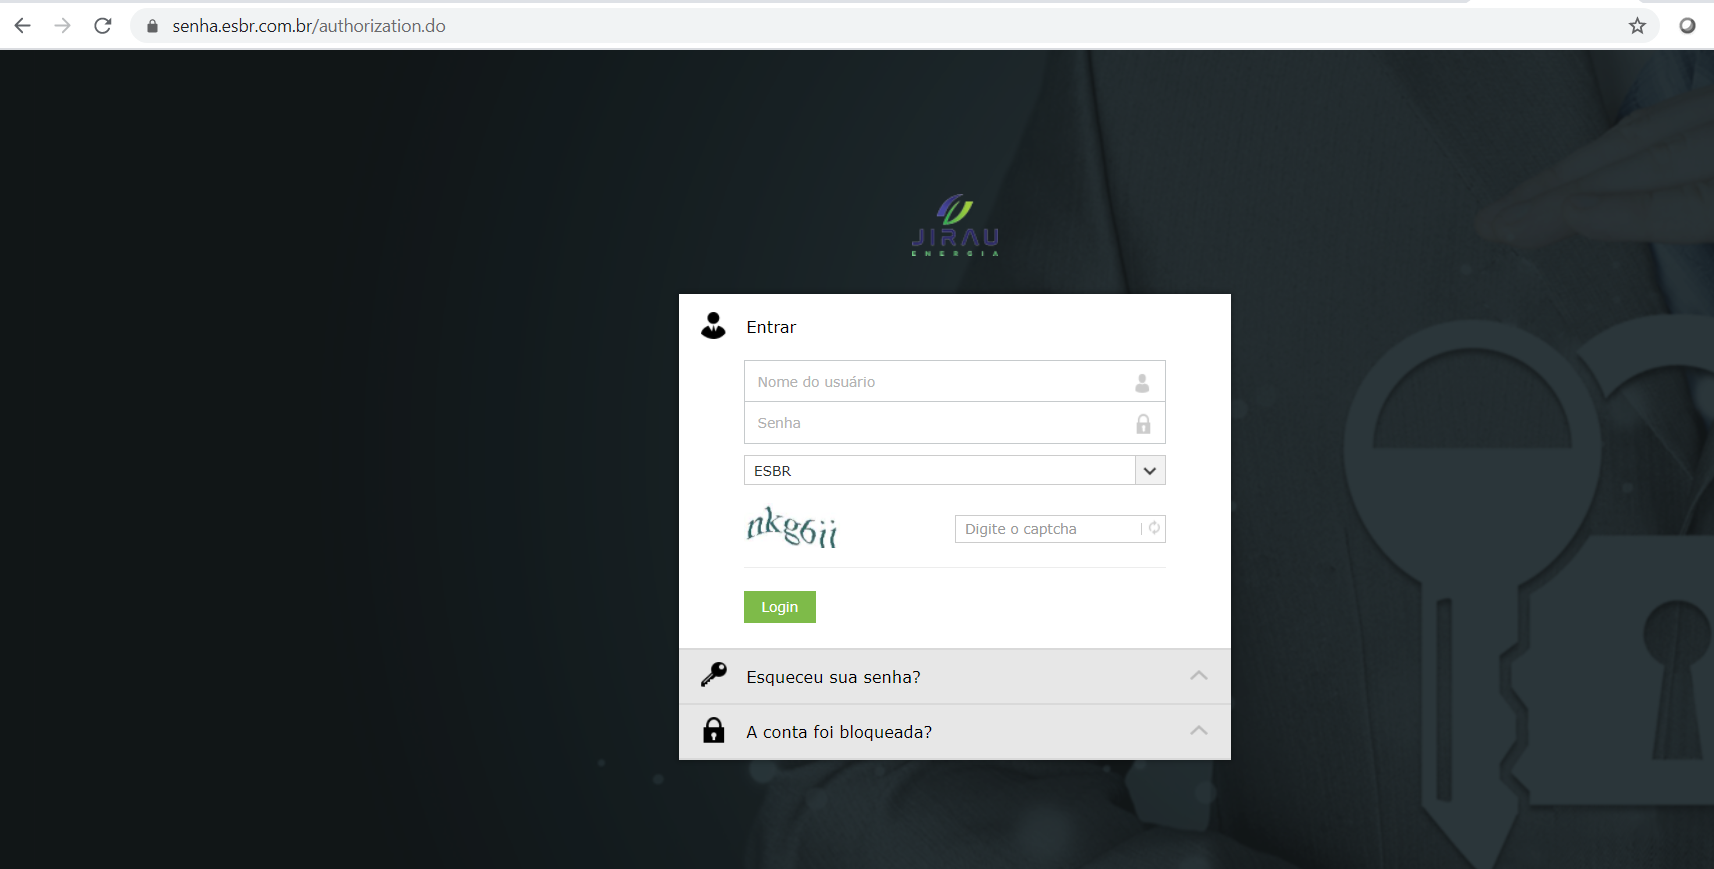 senha.esbr.com.br/authorization.do
JIRAU
ENERGIA
Entrar
Nome do usuário
Senha
ESBR
nkg6ii
Digite o captcha
Login
Esqueceu sua senha?
A conta foi bloqueada?